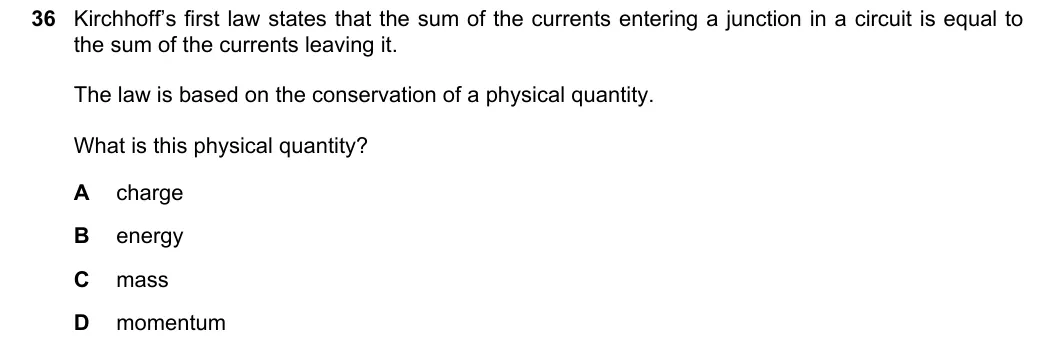 36 Kirchhoff's first law states that the sum of the currents entering a junction in a circuit is equal to
the sum of the currents leaving it.
The law is based on the conservation of a physical quantity.
What is this physical quantity?
A charge
B energy
C mass
D momentum